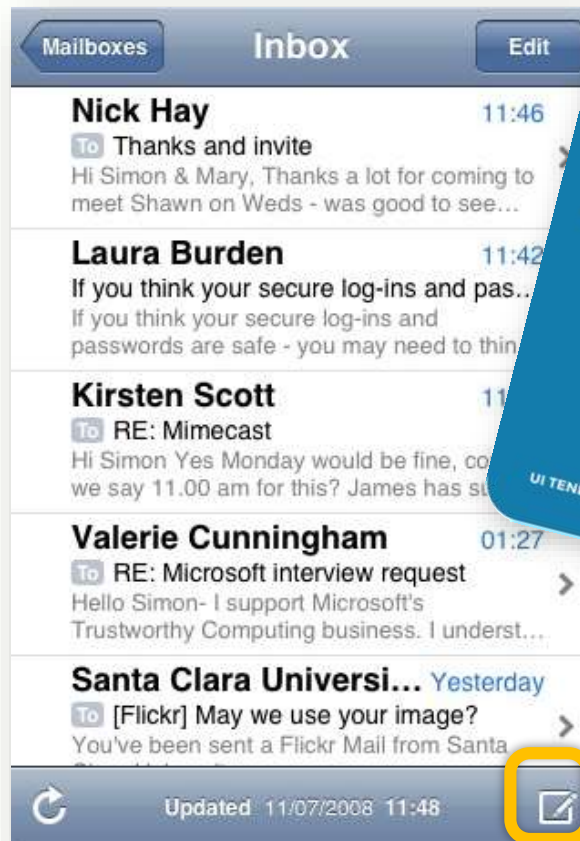 Mailboxes
Inbox
Edit
Nick Hay 11:46
To Thanks and invite
Hi Simon & Mary, Thanks a lot for coming to
meet Shawn on Weds - was good to see...
Laura Burden 11:42
If you think your secure log-ins and pas...
If you think your secure log-ins and
passwords are safe - you may need to thin
Kirsten Scott 11
To RE: Mimecast
Hi Simon Yes Monday would be fine, co
we say 11.00 am for this? James has su
UI TEN
Valerie Cunningham 01:27
To RE: Microsoft interview request
Hello Simon- I support Microsoft's
Trustworthy Computing business. I underst...
Santa Clara Universi... Yesterday
To [Flickr] May we use your image?
You've been sent a Flickr Mail from Santa
Updated 11/07/2008 11:48